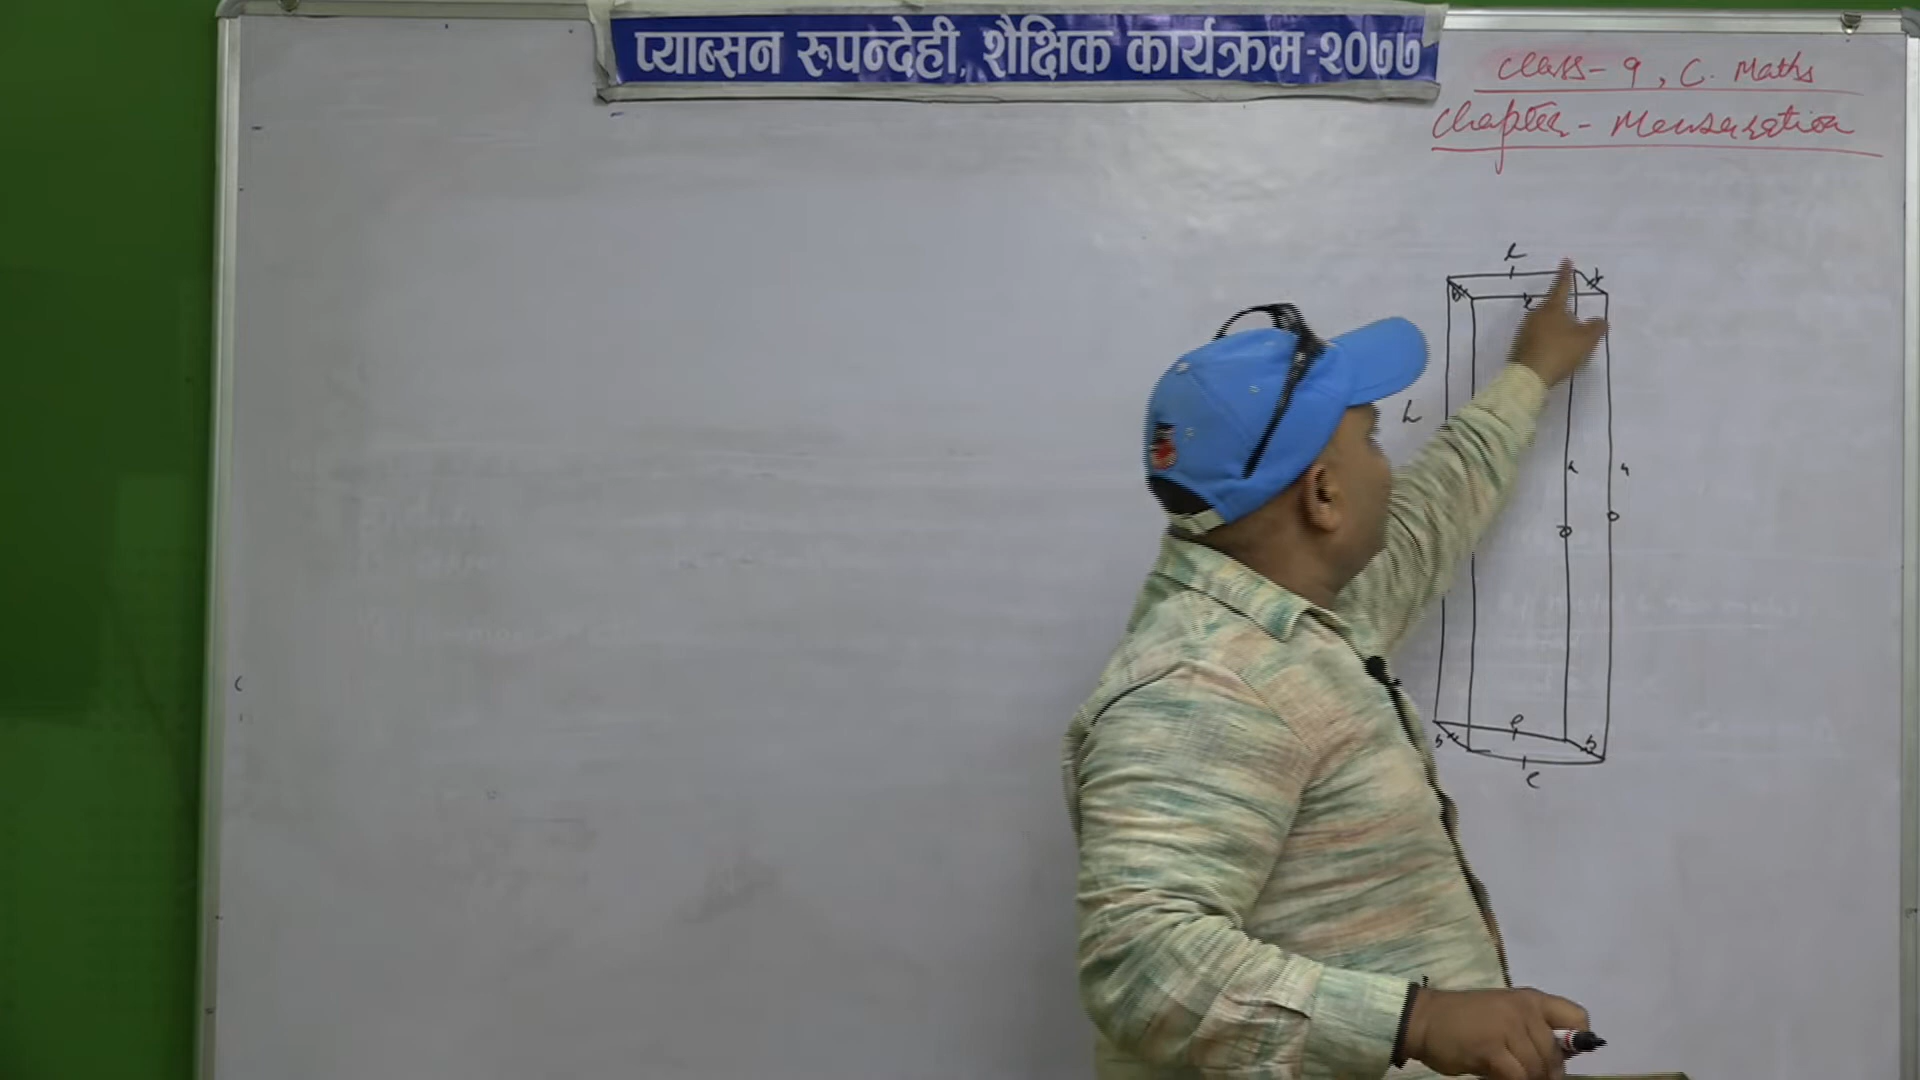 प्याब्सन रूपन्देही, शैक्षिक कार्यक्रम-२०७७
Class-9, C. Maths
Chapter - Mensuration
l
b
h
h
h
l
b
b
l